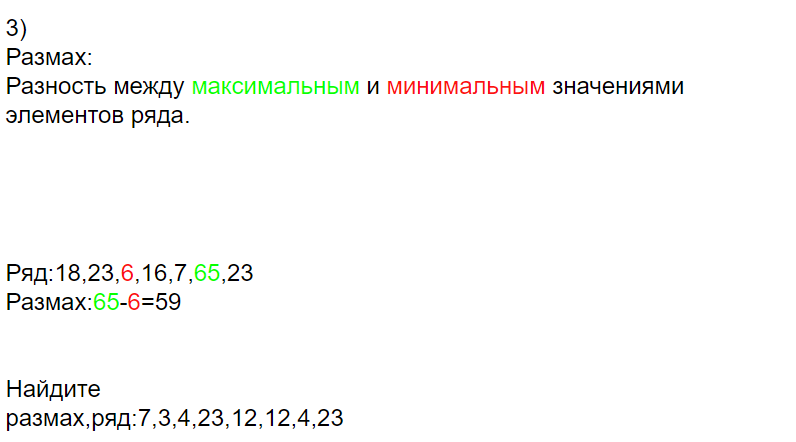 3)
Размах:
Разность между максимальным и минимальным значениями
элементов ряда.
Ряд:18,23,6,16,7,65,23
Размах:65-6=59
Найдите
размах,ряд:7,3,4,23,12,12,4,23